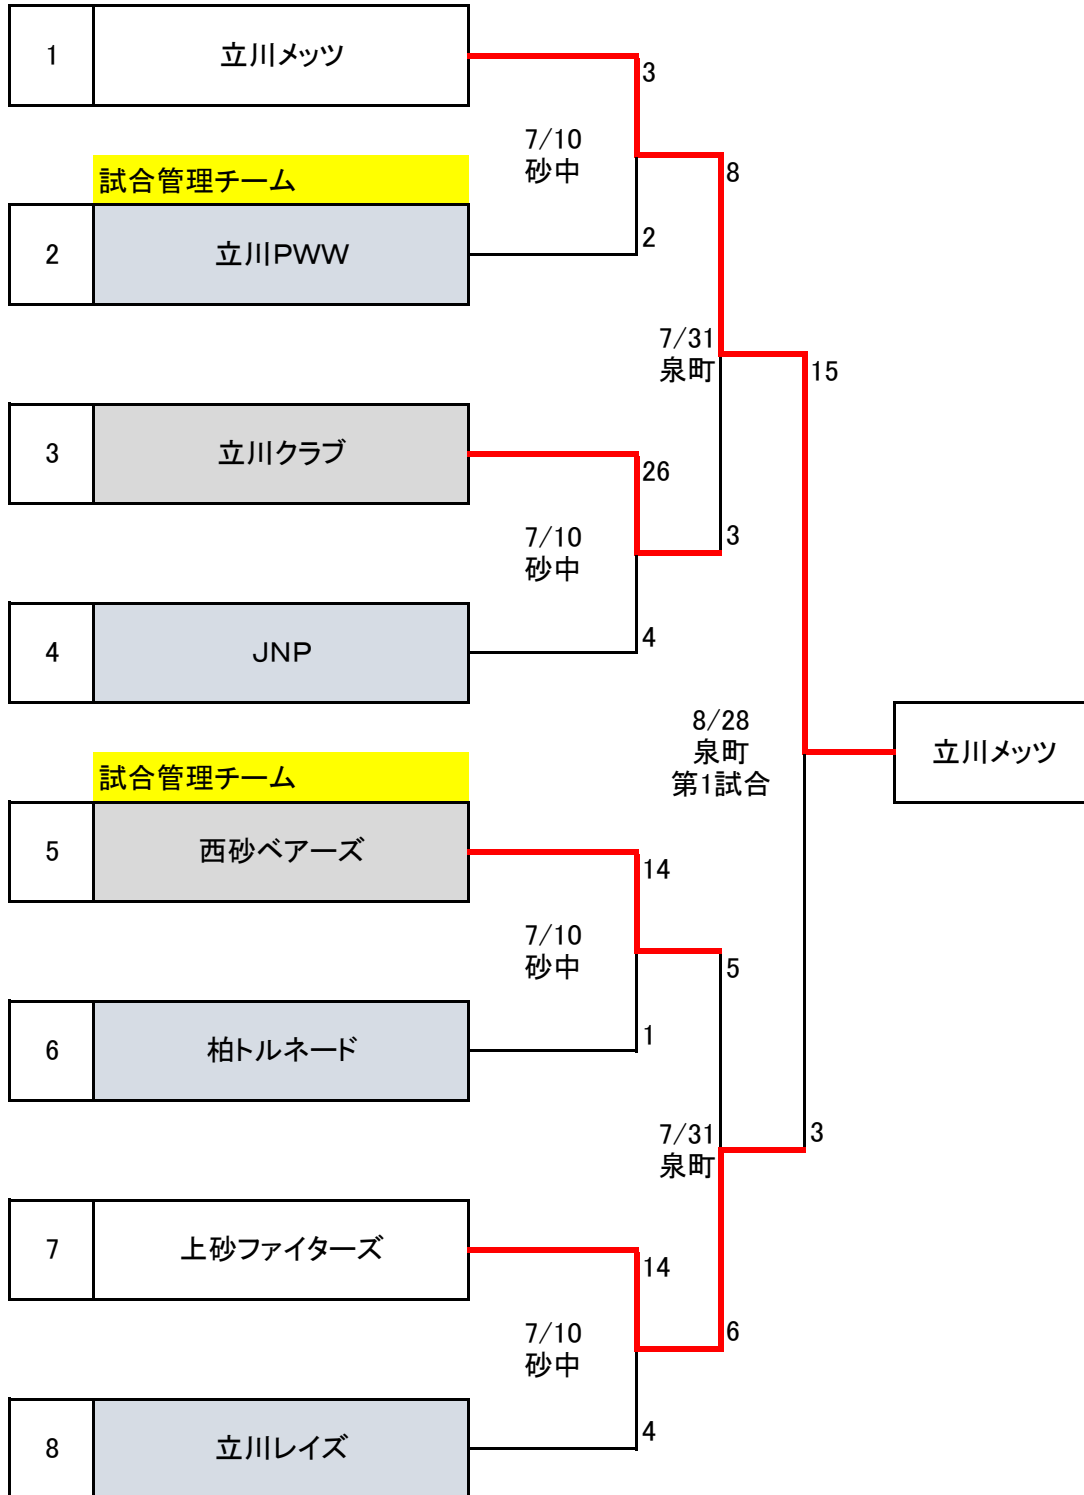 1
立川メッツ
3
7/10
砂中
8
試合管理チーム
2
立川PWW
2
7/31
泉町
15
3
立川クラブ
26
7/10
砂中
3
4
JNP
4
8/28
泉町
第1試合
立川メッツ
試合管理チーム
5
西砂ベアーズ
14
7/10
砂中
5
6
柏トルネード
1
7/31
泉町
3
7
上砂ファイターズ
14
7/10
砂中
6
8
立川レイズ
4